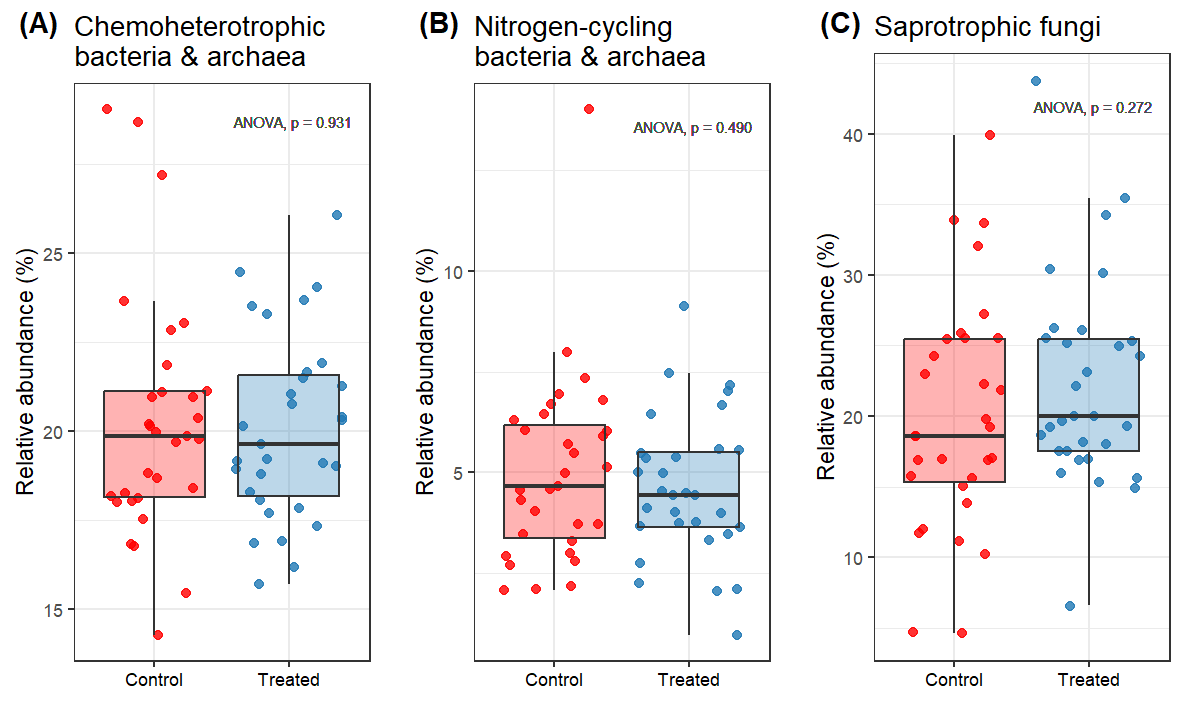 (A) Chemoheterotrophic
bacteria & archaea
ANOVA, p = 0.931
Relative abundance (%)
25
20
15
Control Treated
(B) Nitrogen-cycling
bacteria & archaea
ANOVA, p = 0.490
Relative abundance (%)
10
5
Control Treated
(C) Saprotrophic fungi
ANOVA, p = 0.272
Relative abundance (%)
40
30
20
10
Control Treated